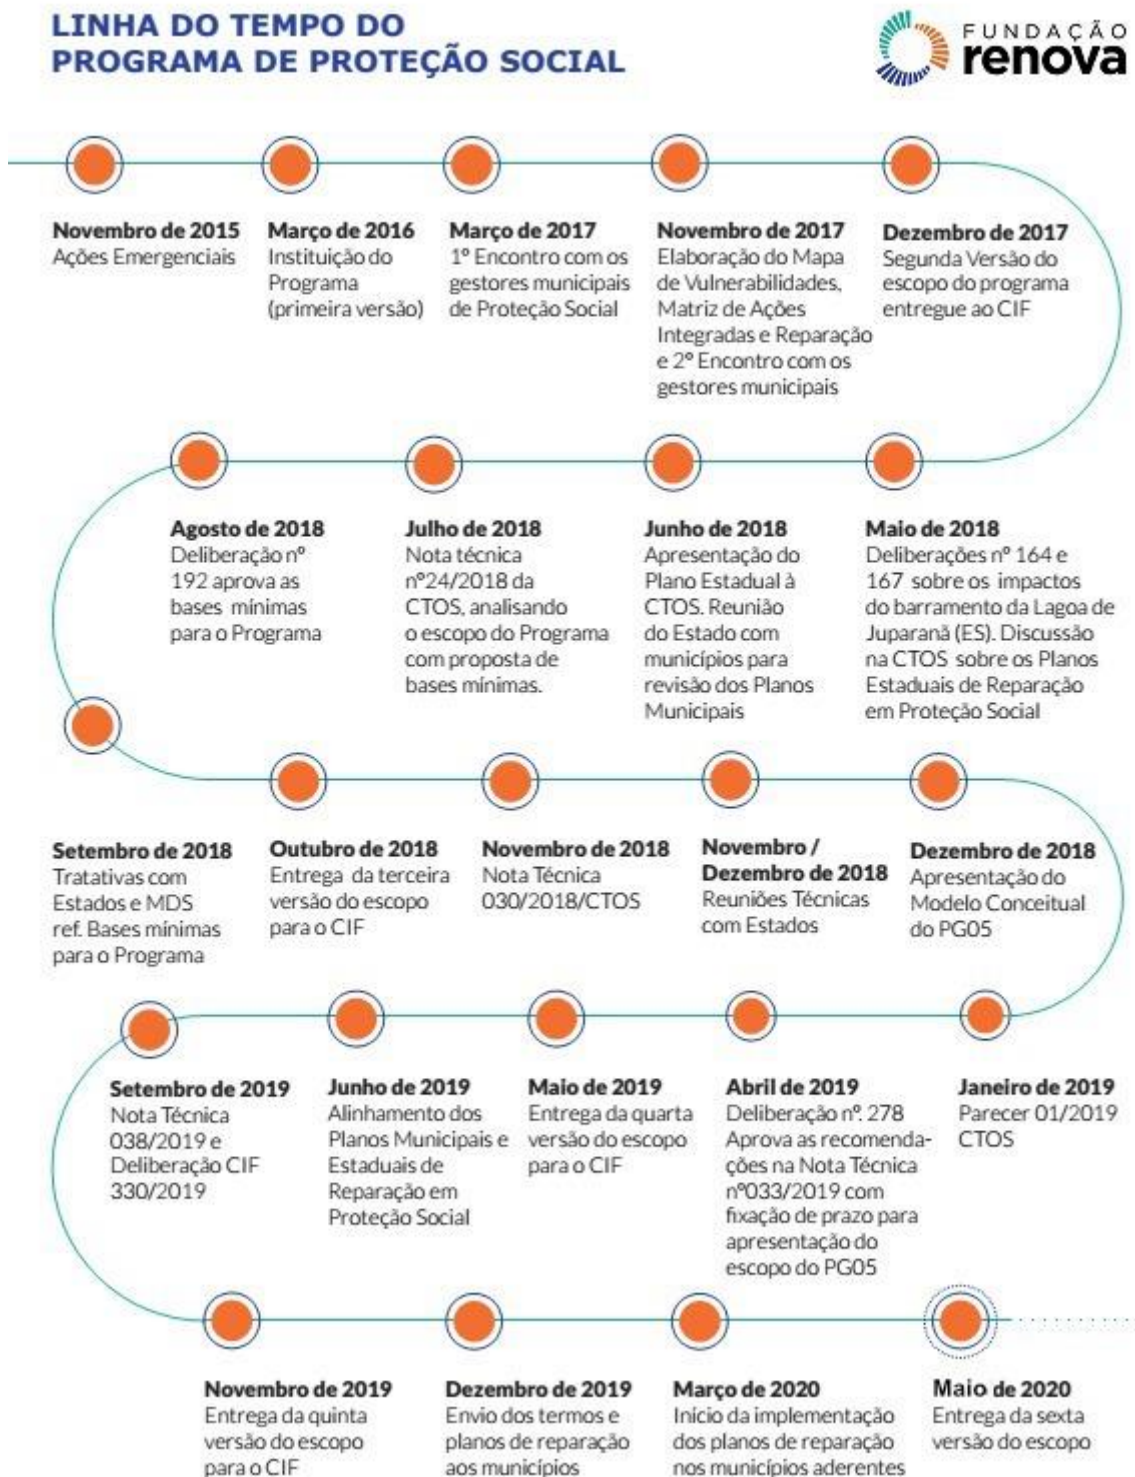 LINHA DO TEMPO DO
PROGRAMA DE PROTEÇÃO SOCIAL
FUNDAÇÃO
renova
Novembro de 2015
Ações Emergenciais
Março de 2016
Instituição do
Programa
(primeira versão)
Março de 2017
1º Encontro com os
gestores municipais
de Proteção Social
Novembro de 2017
Elaboração do Mapa
de Vulnerabilidades,
Matriz de Ações
Integradas e Reparação
e 2º Encontro com os
gestores municipais
Dezembro de 2017
Segunda Versão do
escopo do programa
entregue ao CIF
Maio de 2018
Deliberações nº 164 e
167 sobre os impactos
do barramento da Lagoa de
Juparanã (ES). Discussão
na CTOS sobre os Planos
Estaduais de Reparação
em Proteção Social
Junho de 2018
Apresentação do
Plano Estadual à
CTOS. Reunião
do Estado com
municípios para
revisão dos Planos
Municipais
Julho de 2018
Nota técnica
nº24/2018 da
CTOS, analisando
o escopo do Programa
com proposta de
bases mínimas.
Agosto de 2018
Deliberação nº
192 aprova as
bases mínimas
para o Programa
Setembro de 2018
Tratativas com
Estados e MDS
ref. Bases mínimas
para o Programa
Outubro de 2018
Entrega da terceira
versão do escopo
para o CIF
Novembro de 2018
Nota Técnica
030/2018/CTOS
Novembro /
Dezembro de 2018
Reuniões Técnicas
com Estados
Dezembro de 2018
Apresentação do
Modelo Conceitual
do PG05
Janeiro de 2019
Parecer 01/2019
CTOS
Abril de 2019
Deliberação nº. 278
Aprova as recomenda-
ções na Nota Técnica
nº033/2019 com
fixação de prazo para
apresentação do
escopo do PG05
Maio de 2019
Entrega da quarta
versão do escopo
para o CIF
Junho de 2019
Alinhamento dos
Planos Municipais e
Estaduais de
Reparação em
Proteção Social
Setembro de 2019
Nota Técnica
038/2019 e
Deliberação CIF
330/2019
Novembro de 2019
Entrega da quinta
versão do escopo
para o CIF
Dezembro de 2019
Envio dos termos e
planos de reparação
aos municípios
Março de 2020
Início da implementação
dos planos de reparação
nos municípios aderentes
Maio de 2020
Entrega da sexta
versão do escopo